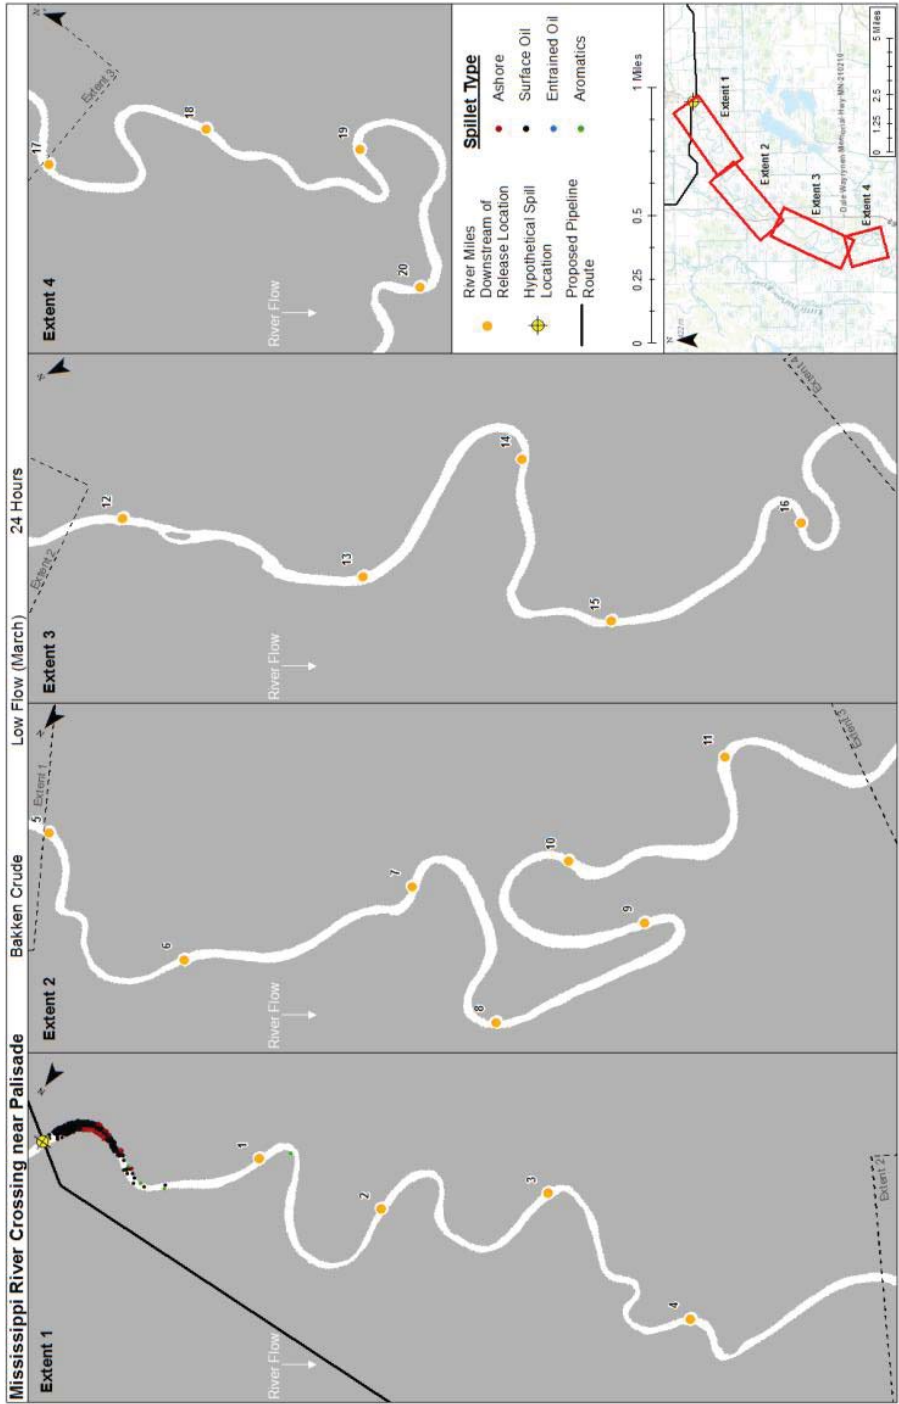 Mississippi River Crossing near Palisade
Bakken Crude
Low Flow (March)
24 Hours
Extent 1
N
River Flow
1
2
3
4
Extent 2
Extent 2
N
Extent 1
5
River Flow
6
7
8
9
10
11
Extent 3
Extent 3
N
Extent 2
12
River Flow
13
14
15
16
Extent 4
Extent 4
N
17
Extent 3
18
River Flow
19
20
River Miles
Downstream of
Release Location
Hypothetical Spill
Location
Proposed Pipeline
Route
Spillet Type
Ashore
Surface Oil
Entrained Oil
Aromatics
0 0.25 0.5 1 Miles
N
Extent 1
Extent 2
Extent 3
Extent 4
0 1.25 2.5 5 Miles